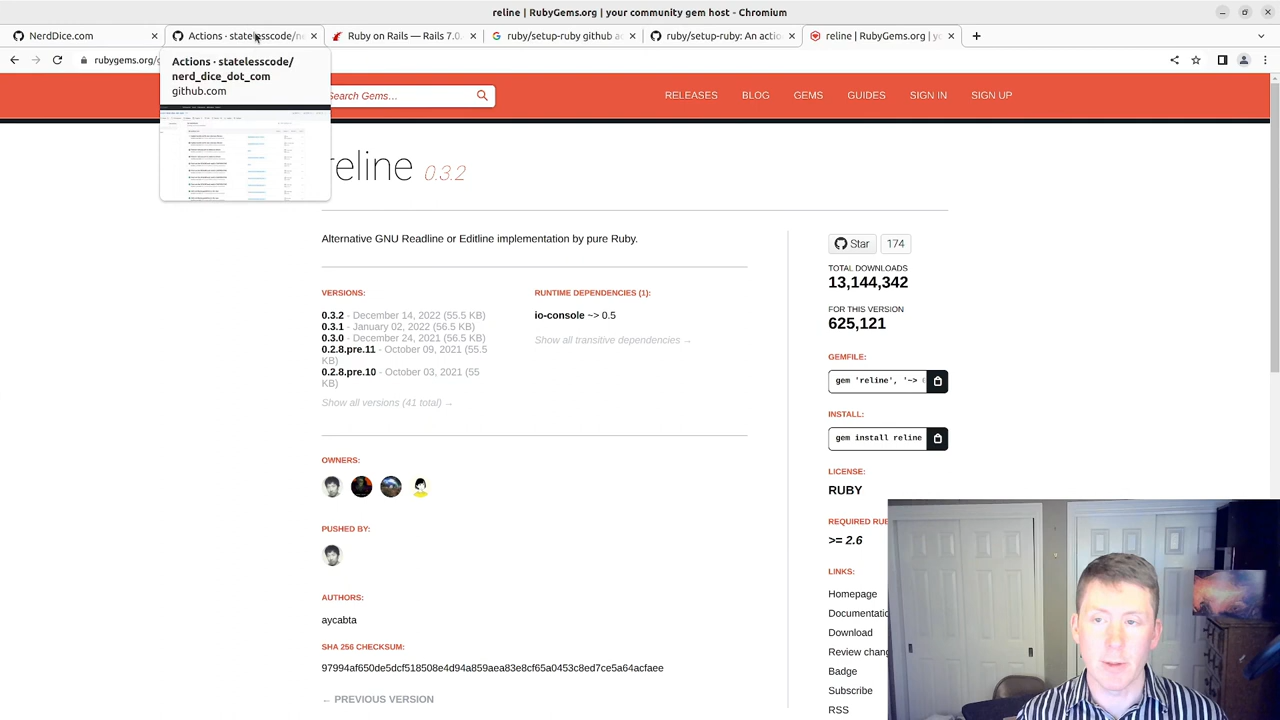 reline | RubyGems.org | your community gem host - Chromium
NerdDice.com
Actions · statelesscode/ne
Ruby on Rails — Rails 7.0.
ruby/setup-ruby github ac
ruby/setup-ruby: An actio
reline | RubyGems.org | yo
rubygems.org/g
Actions · statelesscode/
nerd_dice_dot_com
github.com
Search Gems…
RELEASES
BLOG
GEMS
GUIDES
SIGN IN
SIGN UP
reline 0.3.2
Alternative GNU Readline or Editline implementation by pure Ruby.
VERSIONS:
0.3.2 - December 14, 2022 (55.5 KB)
0.3.1 - January 02, 2022 (56.5 KB)
0.3.0 - December 24, 2021 (56.5 KB)
0.2.8.pre.11 - October 09, 2021 (55.5
KB)
0.2.8.pre.10 - October 03, 2021 (55
KB)
Show all versions (41 total) →
RUNTIME DEPENDENCIES (1):
io-console ~> 0.5
Show all transitive dependencies →
OWNERS:
PUSHED BY:
AUTHORS:
aycabta
SHA 256 CHECKSUM:
97994af650de5dcf518508e4d94a859aea83e8cf65a0453c8ed7ce5a64acfaee
← PREVIOUS VERSION
Star 174
TOTAL DOWNLOADS
13,144,342
FOR THIS VERSION
625,121
GEMFILE:
gem 'reline', '~>
INSTALL:
gem install reline
LICENSE:
RUBY
REQUIRED RU
>= 2.6
LINKS:
Homepage
Documentatio
Download
Review chang
Badge
Subscribe
RSS